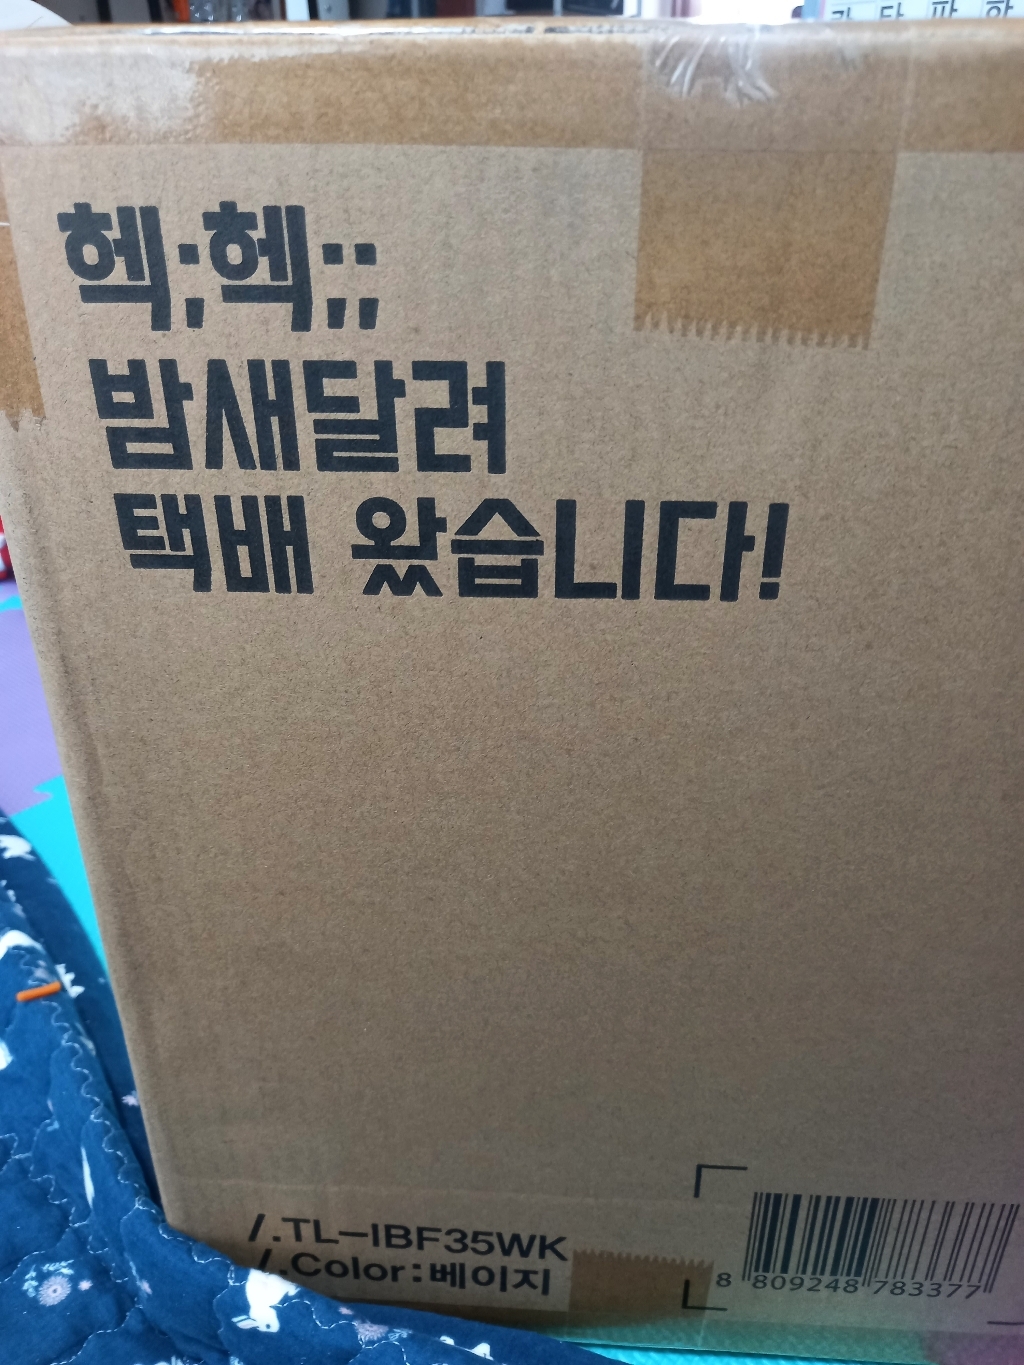 헥;헥;;
밤새달려
택배 왔습니다!
/.TL-IBF35WK
/.Color:베이지
8 809248 783377